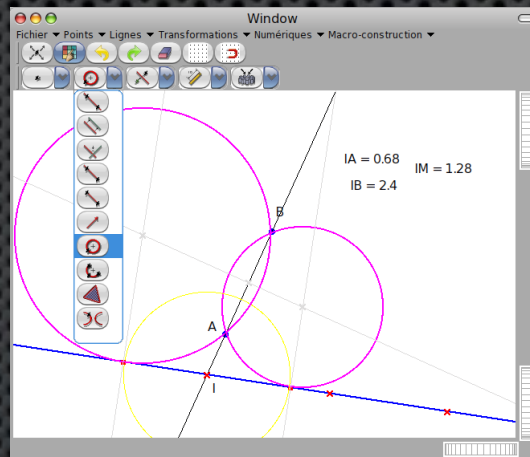 Window
Fichier Points Lignes Transformations Numériques Macro-construction
IA = 0.68
IM = 1.28
IB = 2.4
B
A
I